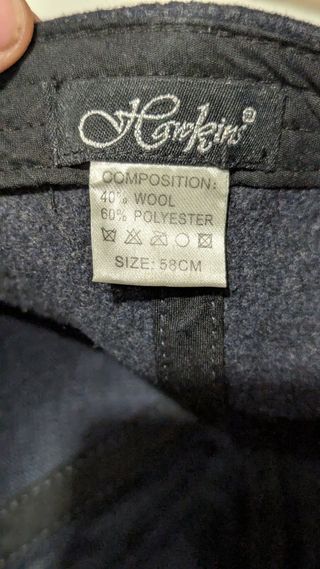 Hawkins®
COMPOSITION:
40% WOOL
60% POLYESTER
SIZE: 58CM